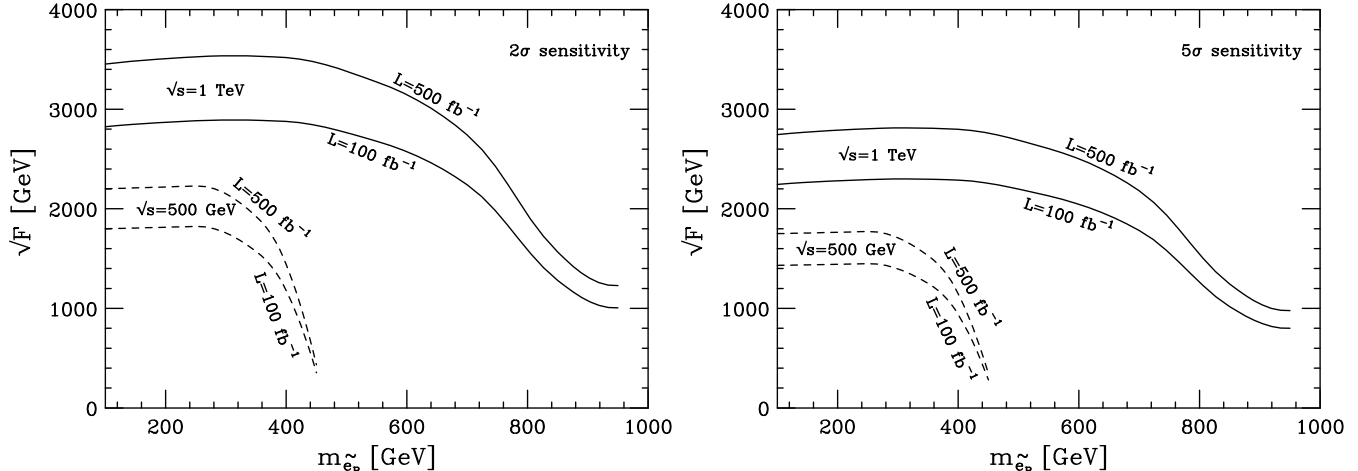 4000
3000
2000
1000
0
√F [GeV]
2σ sensitivity
√s=1 TeV
L=500 fb⁻¹
L=100 fb⁻¹
√s=500 GeV
L=500 fb⁻¹
L=100 fb⁻¹
200 400 600 800 1000
m_ẽ_R [GeV]
4000
3000
2000
1000
0
√F [GeV]
5σ sensitivity
√s=1 TeV
L=500 fb⁻¹
L=100 fb⁻¹
√s=500 GeV
L=500 fb⁻¹
L=100 fb⁻¹
200 400 600 800 1000
m_ẽ_R [GeV]